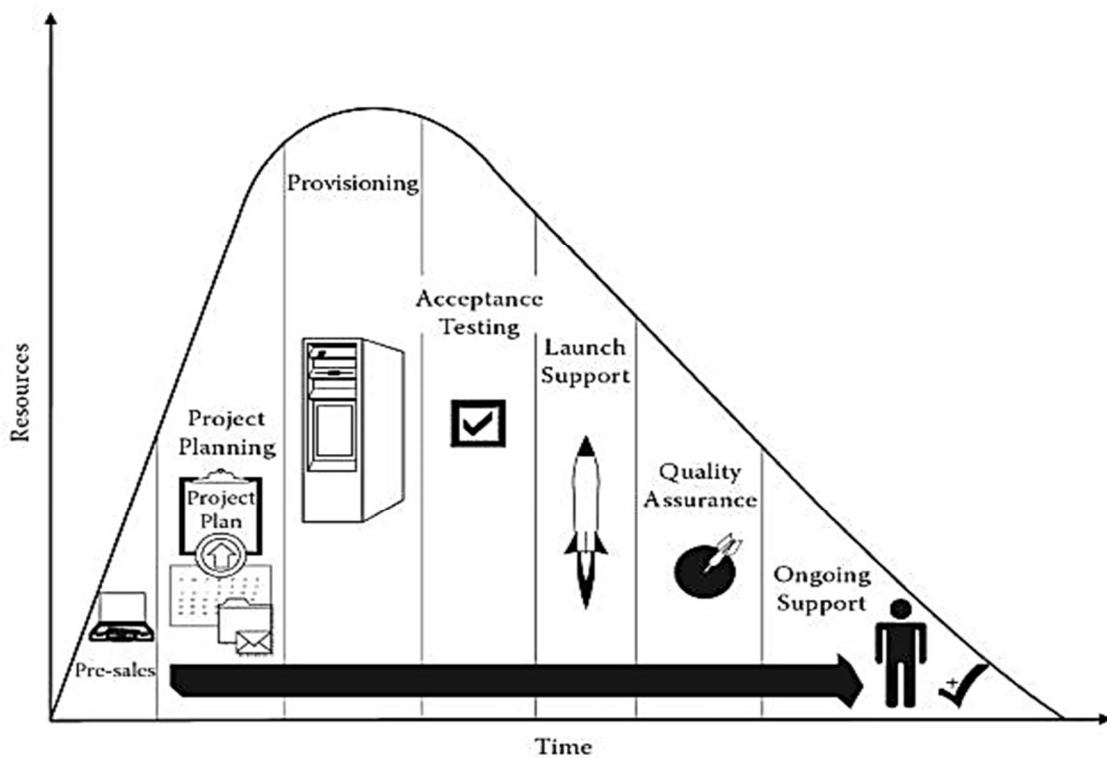 Resources
Pre-sales
Project
Planning
Project
Plan
Provisioning
Acceptance
Testing
Launch
Support
Quality
Assurance
Ongoing
Support
+
Time